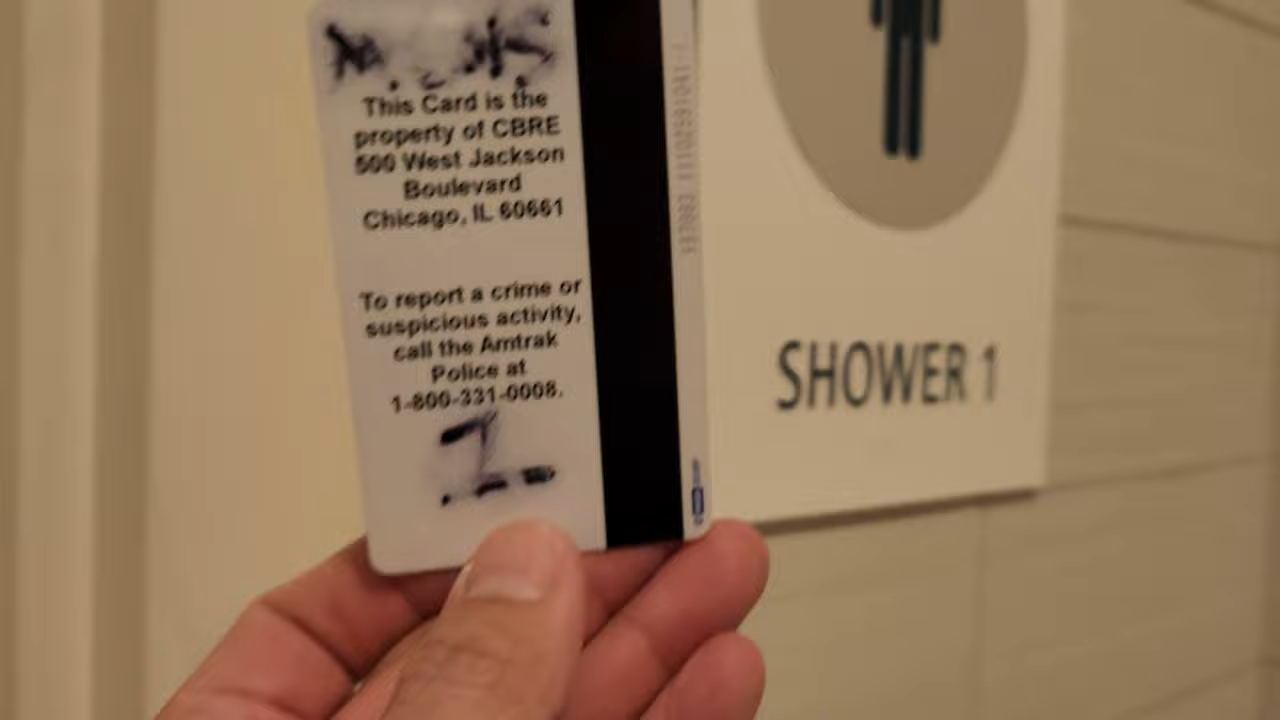 This Card is the
property of CBRE
500 West Jackson
Boulevard
Chicago, IL 60661
To report a crime or
suspicious activity,
call the Amtrak
Police at
1-800-331-0008.
SHOWER 1